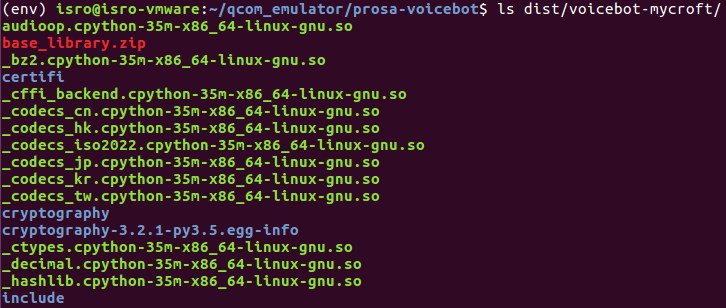 (env) isro@isro-vmware:~/qcom_emulator/prosa-voicebot$ ls dist/voicebot-mycroft/
audioop.cpython-35m-x86_64-linux-gnu.so
base_library.zip
_bz2.cpython-35m-x86_64-linux-gnu.so
certifi
_cffi_backend.cpython-35m-x86_64-linux-gnu.so
_codecs_cn.cpython-35m-x86_64-linux-gnu.so
_codecs_hk.cpython-35m-x86_64-linux-gnu.so
_codecs_iso2022.cpython-35m-x86_64-linux-gnu.so
_codecs_jp.cpython-35m-x86_64-linux-gnu.so
_codecs_kr.cpython-35m-x86_64-linux-gnu.so
_codecs_tw.cpython-35m-x86_64-linux-gnu.so
cryptography
cryptography-3.2.1-py3.5.egg-info
_ctypes.cpython-35m-x86_64-linux-gnu.so
_decimal.cpython-35m-x86_64-linux-gnu.so
_hashlib.cpython-35m-x86_64-linux-gnu.so
include